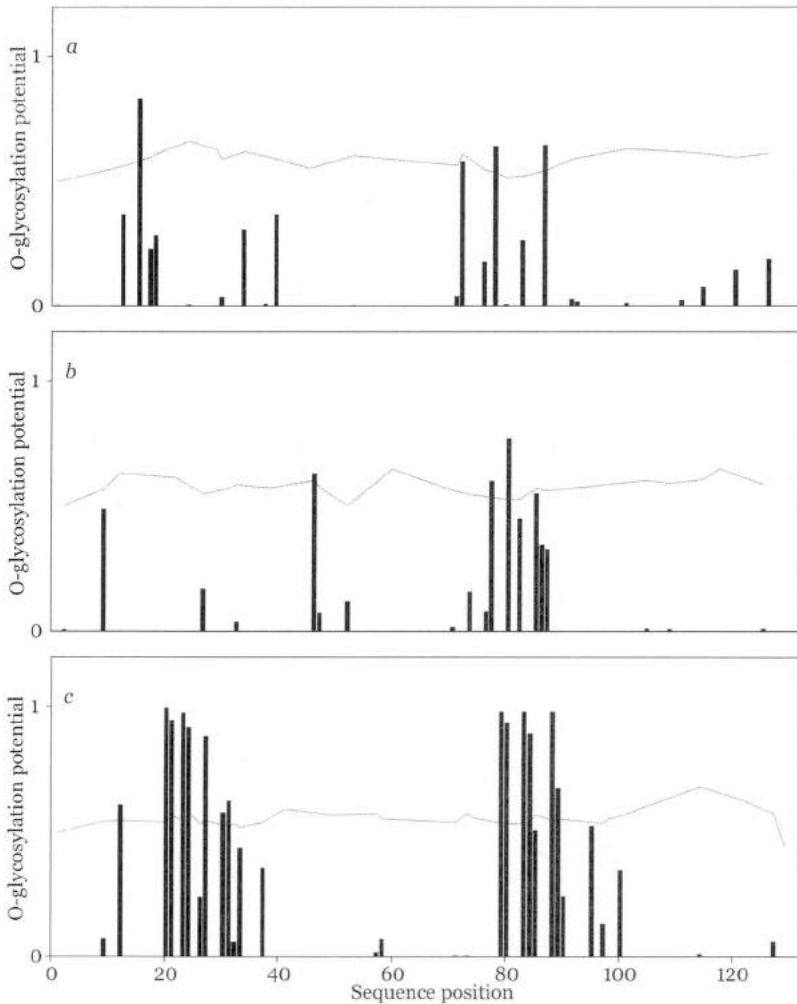 a
1
O-glycosylation potential
0
b
1
O-glycosylation potential
0
c
1
O-glycosylation potential
0
0 20 40 60 80 100 120
Sequence position